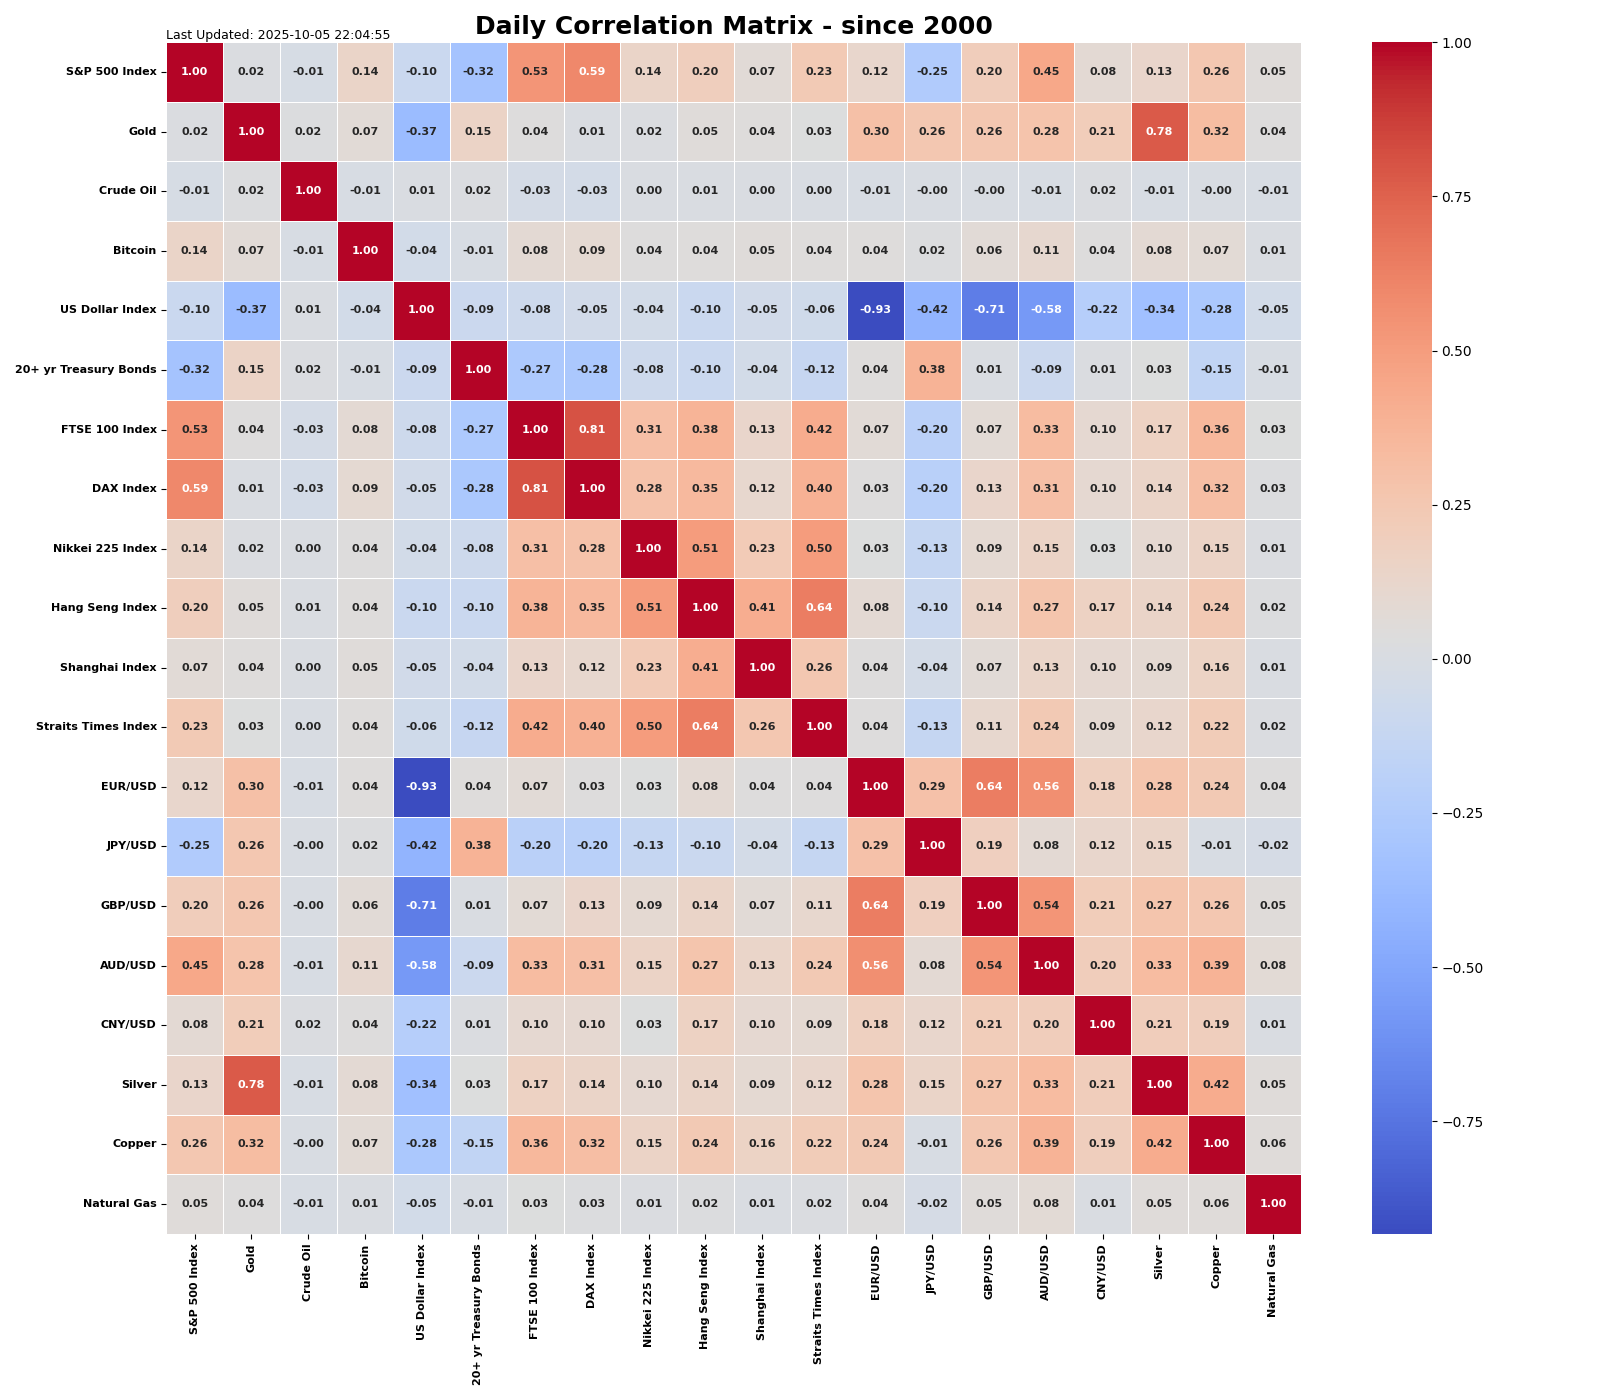 Daily Correlation Matrix - since 2000
Last Updated: 2025-10-05 22:04:55
S&P 500 Index 1.00 0.02 -0.01 0.14 -0.10 -0.32 0.53 0.59 0.14 0.20 0.07 0.23 0.12 -0.25 0.20 0.45 0.08 0.13 0.26 0.05
Gold 0.02 1.00 0.02 0.07 -0.37 0.15 0.04 0.01 0.02 0.05 0.04 0.03 0.30 0.26 0.26 0.28 0.21 0.78 0.32 0.04
Crude Oil -0.01 0.02 1.00 -0.01 0.01 0.02 -0.03 -0.03 0.00 0.01 0.00 0.00 -0.01 -0.00 -0.00 -0.01 0.02 -0.01 -0.00 -0.01
Bitcoin 0.14 0.07 -0.01 1.00 -0.04 -0.01 0.08 0.09 0.04 0.04 0.05 0.04 0.04 0.02 0.06 0.11 0.04 0.08 0.07 0.01
US Dollar Index -0.10 -0.37 0.01 -0.04 1.00 -0.09 -0.08 -0.05 -0.04 -0.10 -0.05 -0.06 -0.93 -0.42 -0.71 -0.58 -0.22 -0.34 -0.28 -0.05
20+ yr Treasury Bonds -0.32 0.15 0.02 -0.01 -0.09 1.00 -0.27 -0.28 -0.08 -0.10 -0.04 -0.12 0.04 0.38 0.01 -0.09 0.01 0.03 -0.15 -0.01
FTSE 100 Index 0.53 0.04 -0.03 0.08 -0.08 -0.27 1.00 0.81 0.31 0.38 0.13 0.42 0.07 -0.20 0.07 0.33 0.10 0.17 0.36 0.03
DAX Index 0.59 0.01 -0.03 0.09 -0.05 -0.28 0.81 1.00 0.28 0.35 0.12 0.40 0.03 -0.20 0.13 0.31 0.10 0.14 0.32 0.03
Nikkei 225 Index 0.14 0.02 0.00 0.04 -0.04 -0.08 0.31 0.28 1.00 0.51 0.23 0.50 0.03 -0.13 0.09 0.15 0.03 0.10 0.15 0.01
Hang Seng Index 0.20 0.05 0.01 0.04 -0.10 -0.10 0.38 0.35 0.51 1.00 0.41 0.64 0.08 -0.10 0.14 0.27 0.17 0.14 0.24 0.02
Shanghai Index 0.07 0.04 0.00 0.05 -0.05 -0.04 0.13 0.12 0.23 0.41 1.00 0.26 0.04 -0.04 0.07 0.13 0.10 0.09 0.16 0.01
Straits Times Index 0.23 0.03 0.00 0.04 -0.06 -0.12 0.42 0.40 0.50 0.64 0.26 1.00 0.04 -0.13 0.11 0.24 0.09 0.12 0.22 0.02
EUR/USD 0.12 0.30 -0.01 0.04 -0.93 0.04 0.07 0.03 0.03 0.08 0.04 0.04 1.00 0.29 0.64 0.56 0.18 0.28 0.24 0.04
JPY/USD -0.25 0.26 -0.00 0.02 -0.42 0.38 -0.20 -0.20 -0.13 -0.10 -0.04 -0.13 0.29 1.00 0.19 0.08 0.12 0.15 -0.01 -0.02
GBP/USD 0.20 0.26 -0.00 0.06 -0.71 0.01 0.07 0.13 0.09 0.14 0.07 0.11 0.64 0.19 1.00 0.54 0.21 0.27 0.26 0.05
AUD/USD 0.45 0.28 -0.01 0.11 -0.58 -0.09 0.33 0.31 0.15 0.27 0.13 0.24 0.56 0.08 0.54 1.00 0.20 0.33 0.39 0.08
CNY/USD 0.08 0.21 0.02 0.04 -0.22 0.01 0.10 0.10 0.03 0.17 0.10 0.09 0.18 0.12 0.21 0.20 1.00 0.21 0.19 0.01
Silver 0.13 0.78 -0.01 0.08 -0.34 0.03 0.17 0.14 0.10 0.14 0.09 0.12 0.28 0.15 0.27 0.33 0.21 1.00 0.42 0.05
Copper 0.26 0.32 -0.00 0.07 -0.28 -0.15 0.36 0.32 0.15 0.24 0.16 0.22 0.24 -0.01 0.26 0.39 0.19 0.42 1.00 0.06
Natural Gas 0.05 0.04 -0.01 0.01 -0.05 -0.01 0.03 0.03 0.01 0.02 0.01 0.02 0.04 -0.02 0.05 0.08 0.01 0.05 0.06 1.00
S&P 500 Index
Gold
Crude Oil
Bitcoin
US Dollar Index
20+ yr Treasury Bonds
FTSE 100 Index
DAX Index
Nikkei 225 Index
Hang Seng Index
Shanghai Index
Straits Times Index
EUR/USD
JPY/USD
GBP/USD
AUD/USD
CNY/USD
Silver
Copper
Natural Gas
1.00
0.75
0.50
0.25
0.00
−0.25
−0.50
−0.75